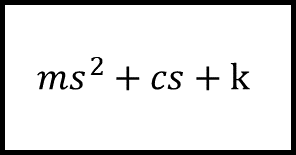 ms² + cs + k